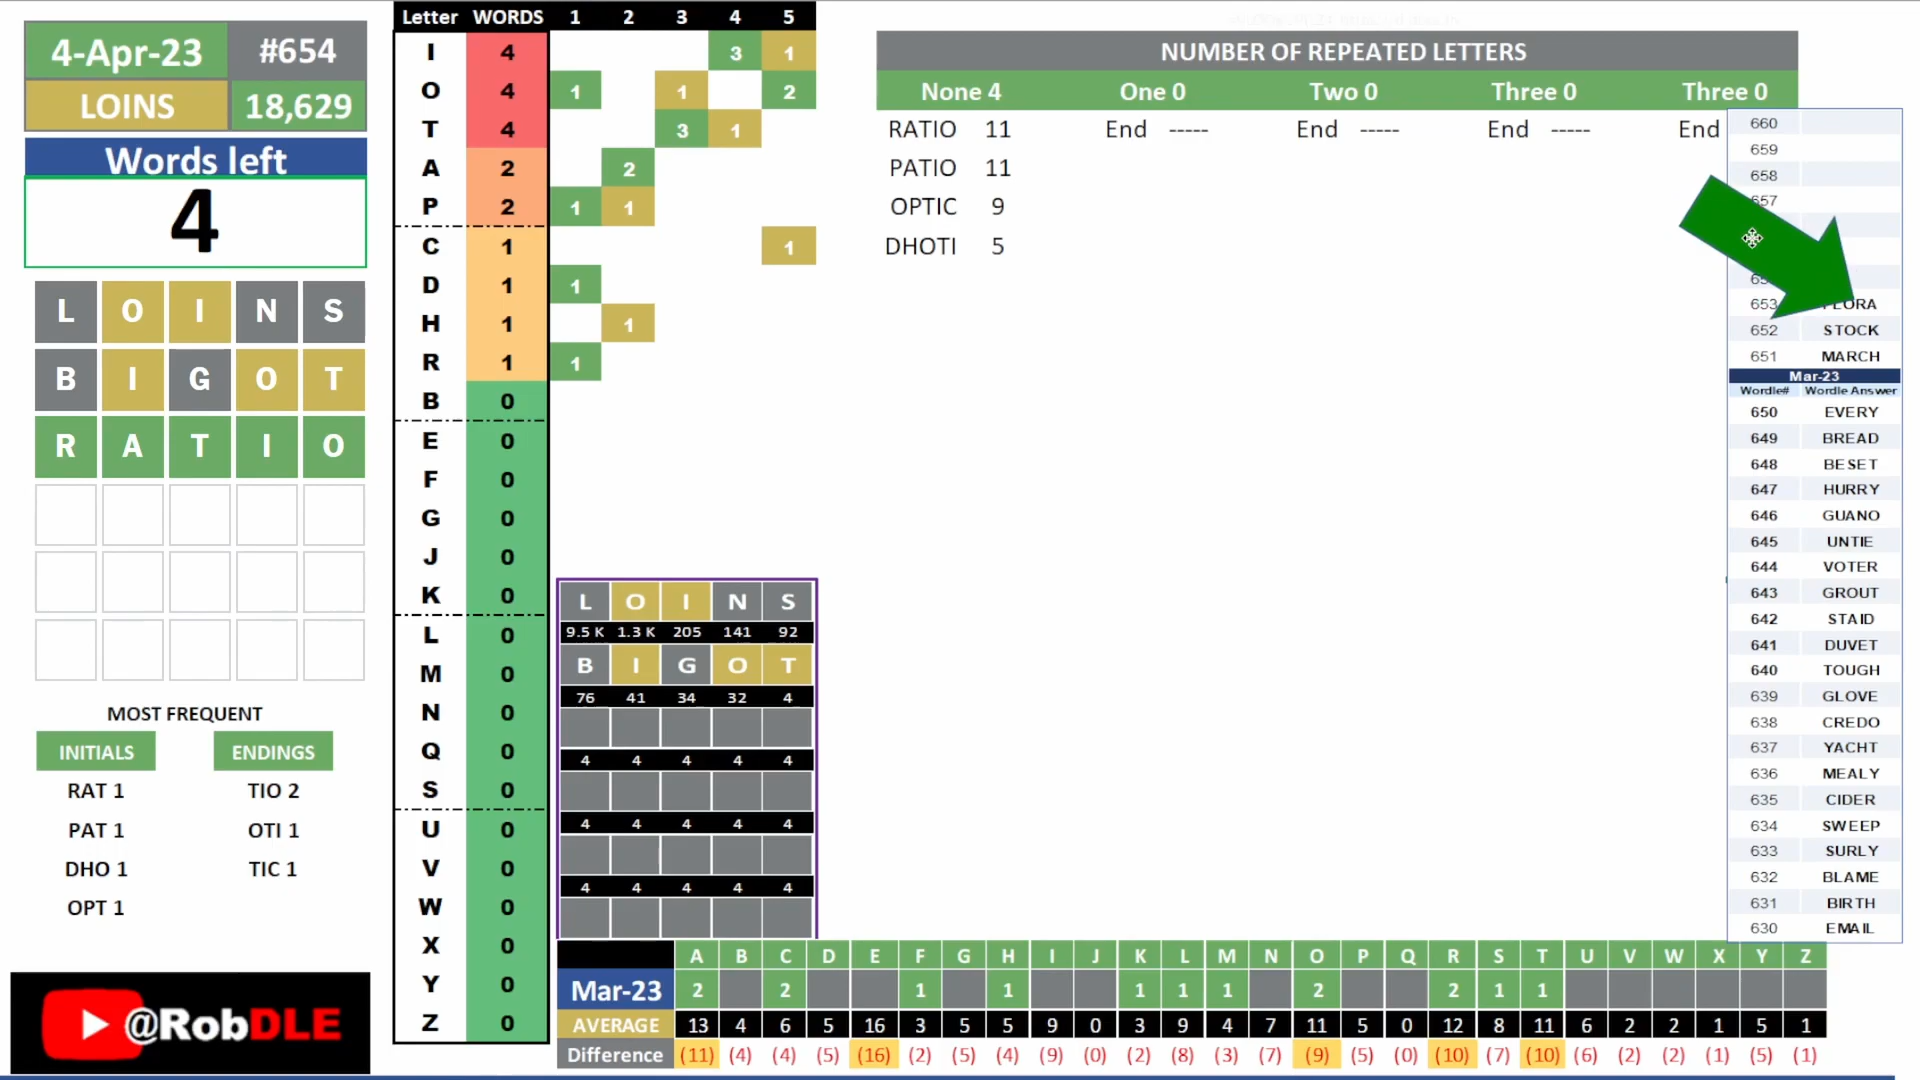 4-Apr-23 #654
LOINS 18,629
Words left
4
L O I N S
B I G O T
R A T I O
MOST FREQUENT
INITIALS ENDINGS
RAT 1 TIO 2
PAT 1 OTI 1
DHO 1 TIC 1
OPT 1
@RobDLE
Letter WORDS 1 2 3 4 5
I 4 3 1
O 4 1 1 2
T 4 3 1
A 2 2
P 2 1 1
C 1 1
D 1 1
H 1 1
R 1 1
B 0
E 0
F 0
G 0
J 0
K 0
L 0
M 0
N 0
Q 0
S 0
U 0
V 0
W 0
X 0
Y 0
Z 0
L O I N S
9.5 K 1.3 K 205 141 92
B I G O T
76 41 34 32 4
4 4 4 4 4
4 4 4 4 4
4 4 4 4 4
NUMBER OF REPEATED LETTERS
None 4 One 0 Two 0 Three 0 Three 0
RATIO 11 End ----- End ----- End ----- End
PATIO 11
OPTIC 9
DHOTI 5
660
659
658
657
653
652 STOCK
651 MARCH
Mar-23
Wordle# Wordle Answer
650 EVERY
649 BREAD
648 BESET
647 HURRY
646 GUANO
645 UNTIE
644 VOTER
643 GROUT
642 STAID
641 DUVET
640 TOUGH
639 GLOVE
638 CREDO
637 YACHT
636 MEALY
635 CIDER
634 SWEEP
633 SURLY
632 BLAME
631 BIRTH
630 EMAIL
A B C D E F G H I J K L M N O P Q R S T U V W X Y Z
Mar-23 2 2 1 1 1 1 1 2 2 1 1
AVERAGE 13 4 6 5 16 3 5 5 9 0 3 9 4 7 11 5 0 12 8 11 6 2 2 1 5 1
Difference (11) (4) (4) (5) (16) (2) (5) (4) (9) (0) (2) (8) (3) (7) (9) (5) (0) (10) (7) (10) (6) (2) (2) (1) (5) (1)